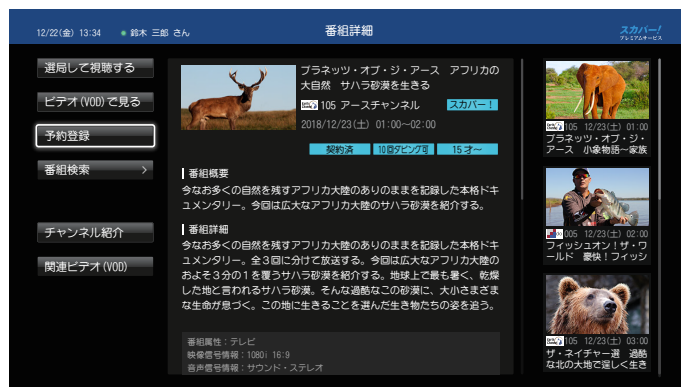 12/22(金) 13:34 ● 鈴木 三郎 さん
番組詳細
スカパー!
プレミアムサービス
選局して視聴する
ビデオ(VOD)で見る
予約登録
番組検索 >
チャンネル紹介
関連ビデオ(VOD)
プラネッツ・オブ・ジ・アース アフリカの
大自然 サハラ砂漠を生きる
105 アースチャンネル スカパー!
2018/12/23(土) 01:00～02:00
契約済 10回ダビング可 15才～
番組概要
今なお多くの自然を残すアフリカ大陸のありのままを記録した本格ドキ
ュメンタリー。今回は広大なアフリカ大陸のサハラ砂漠を紹介する。
番組詳細
今なお多くの自然を残すアフリカ大陸のありのままを記録した本格ドキ
ュメンタリー。全3回に分けて放送する。今回は広大なアフリカ大陸の
およそ3分の1を覆うサハラ砂漠を紹介する。地球上で最も暑く、乾燥
した地と言われるサハラ砂漠。そんな過酷なこの砂漠に、大小さまざま
な生命が息づく。この地に生きることを選んだ生き物たちの姿を追う。
番組属性：テレビ
映像信号情報：1080i 16:9
音声信号情報：サウンド・ステレオ
105 12/23(土) 01:00
プラネッツ・オブ・ジ・
アース 小象物語～家族
005 12/23(土) 02:00
フィッシュオン！ザ・ワ
ールド 豪快！フィッシ
105 12/23(土) 03:00
ザ・ネイチャー選 過酷
な北の大地で逞しく生き